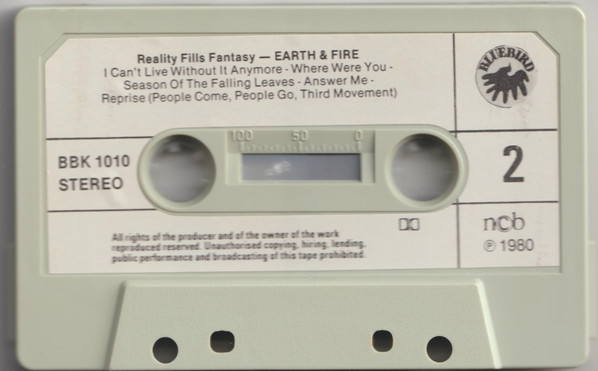 Reality Fills Fantasy — EARTH & FIRE
I Can't Live Without It Anymore - Where Were You -
Season Of The Falling Leaves - Answer Me -
Reprise (People Come, People Go, Third Movement)
BLUEBIRD
100 50 0
BBK 1010
STEREO
2
All rights of the producer and of the owner of the work
reproduced reserved. Unauthorised copying, hiring, lending,
public performance and broadcasting of this tape prohibited.
ncb
℗ 1980